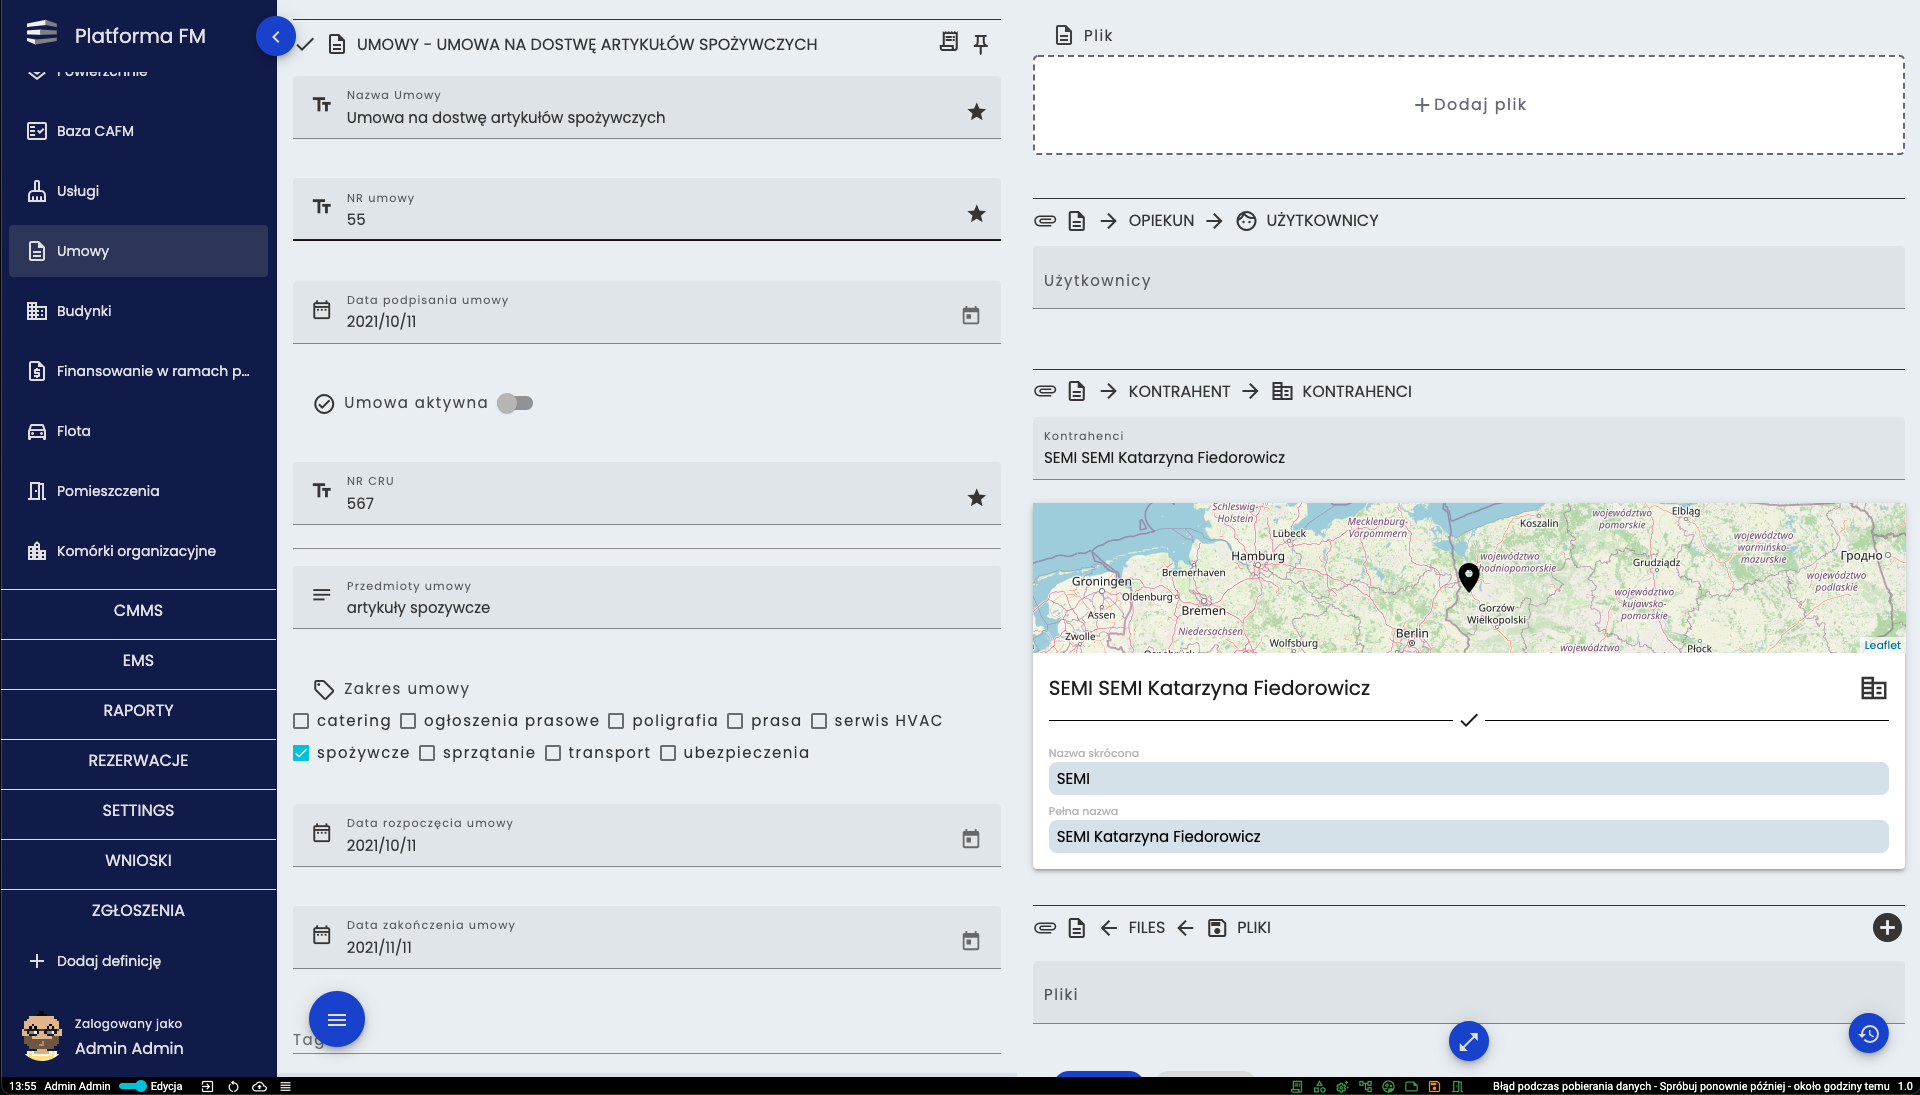 Platforma FM
Powierzchnie
Baza CAFM
Usługi
Umowy
Budynki
Finansowanie w ramach p...
Flota
Pomieszczenia
Komórki organizacyjne
CMMS
EMS
RAPORTY
REZERWACJE
SETTINGS
WNIOSKI
ZGŁOSZENIA
Dodaj definicję
Zalogowany jako
Admin Admin
UMOWY - UMOWA NA DOSTWĘ ARTYKUŁÓW SPOŻYWCZYCH
Nazwa Umowy
Umowa na dostwę artykułów spożywczych
NR umowy
55
Data podpisania umowy
2021/10/11
Umowa aktywna
NR CRU
567
Przedmioty umowy
artykuły spozywcze
Zakres umowy
catering ogłoszenia prasowe poligrafia prasa serwis HVAC
spożywcze sprzątanie transport ubezpieczenia
Data rozpoczęcia umowy
2021/10/11
Data zakończenia umowy
2021/11/11
Tag
Plik
Dodaj plik
OPIEKUN UŻYTKOWNICY
Użytkownicy
KONTRAHENT KONTRAHENCI
Kontrahenci
SEMI SEMI Katarzyna Fiedorowicz
Schleswig-
Holstein
Lübeck
Mecklenburg-
Vorpommern
Koszalin
województwo
pomorskie
Elbląg
województwo
warmińsko-
mazurskie
Гродно
Hamburg
Bremerhaven
Groningen
Oldenburg
Assen
Bremen
Zwolle
Niedersachsen
Wolfsburg
Berlin
województwo
hodniopomorskie
Gorzów
Wielkopolski
Grudziądz
województwo
kujawsko-
pomorskie
województwo
podlaskie
województwo
Płock
Leaflet
SEMI SEMI Katarzyna Fiedorowicz
Nazwa skrócona
SEMI
Pełna nazwa
SEMI Katarzyna Fiedorowicz
FILES PLIKI
Pliki
13:55 Admin Admin Edycja
Błąd podczas pobierania danych - Spróbuj ponownie później - około godziny temu 1.0